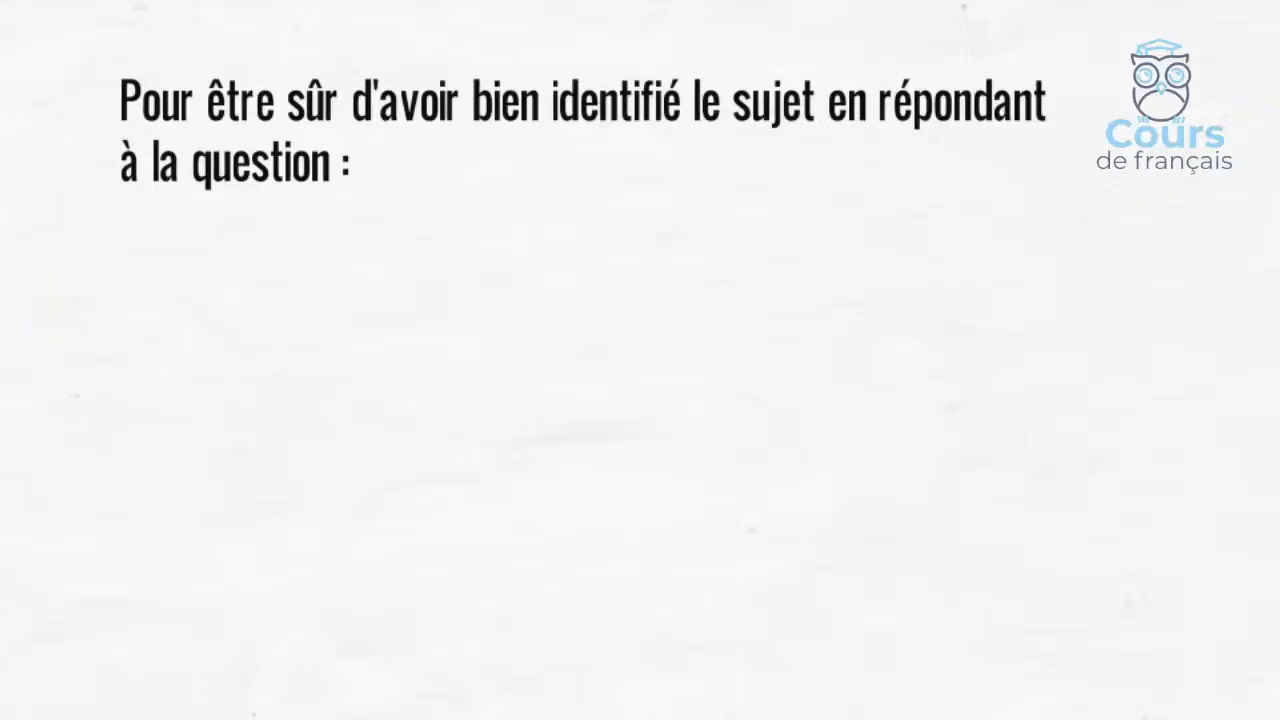 Pour être sûr d'avoir bien identifié le sujet en répondant
à la question :
Cours
de français